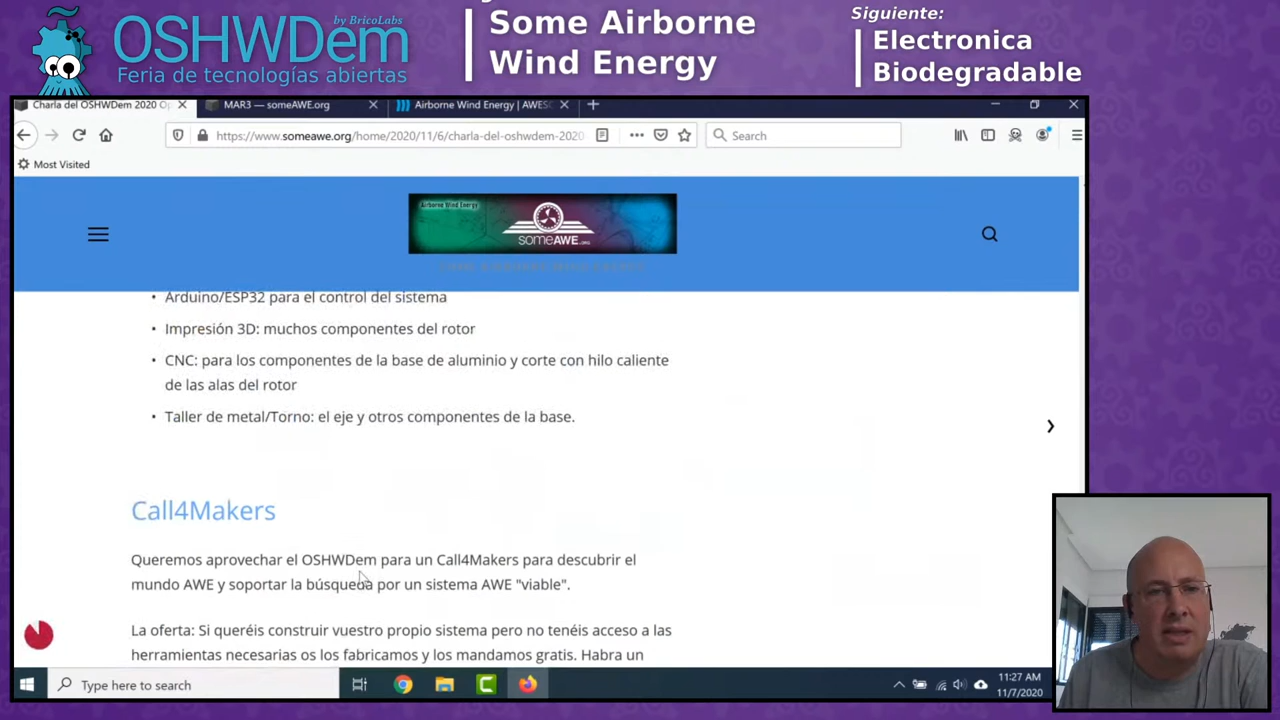 OSHWDem
by BricoLabs
Feria de tecnologías abiertas
Some Airborne
Wind Energy
Siguiente:
Electronica
Biodegradable
Charla del OSHWDem 2020 Op
MAR3 — someAWE.org
Airborne Wind Energy | AWES
https://www.someawe.org/home/2020/11/6/charla-del-oshwdem-2020
Search
Most Visited
Airborne Wind Energy
someAWE.ORG
• Arduino/ESP32 para el control del sistema
• Impresión 3D: muchos componentes del rotor
• CNC: para los componentes de la base de aluminio y corte con hilo caliente
de las alas del rotor
• Taller de metal/Torno: el eje y otros componentes de la base.
Call4Makers
Queremos aprovechar el OSHWDem para un Call4Makers para descubrir el
mundo AWE y soportar la búsqueda por un sistema AWE "viable".
La oferta: Si queréis construir vuestro propio sistema pero no tenéis acceso a las
herramientas necesarias os los fabricamos y los mandamos gratis. Habra un
Type here to search
11:27 AM
11/7/2020